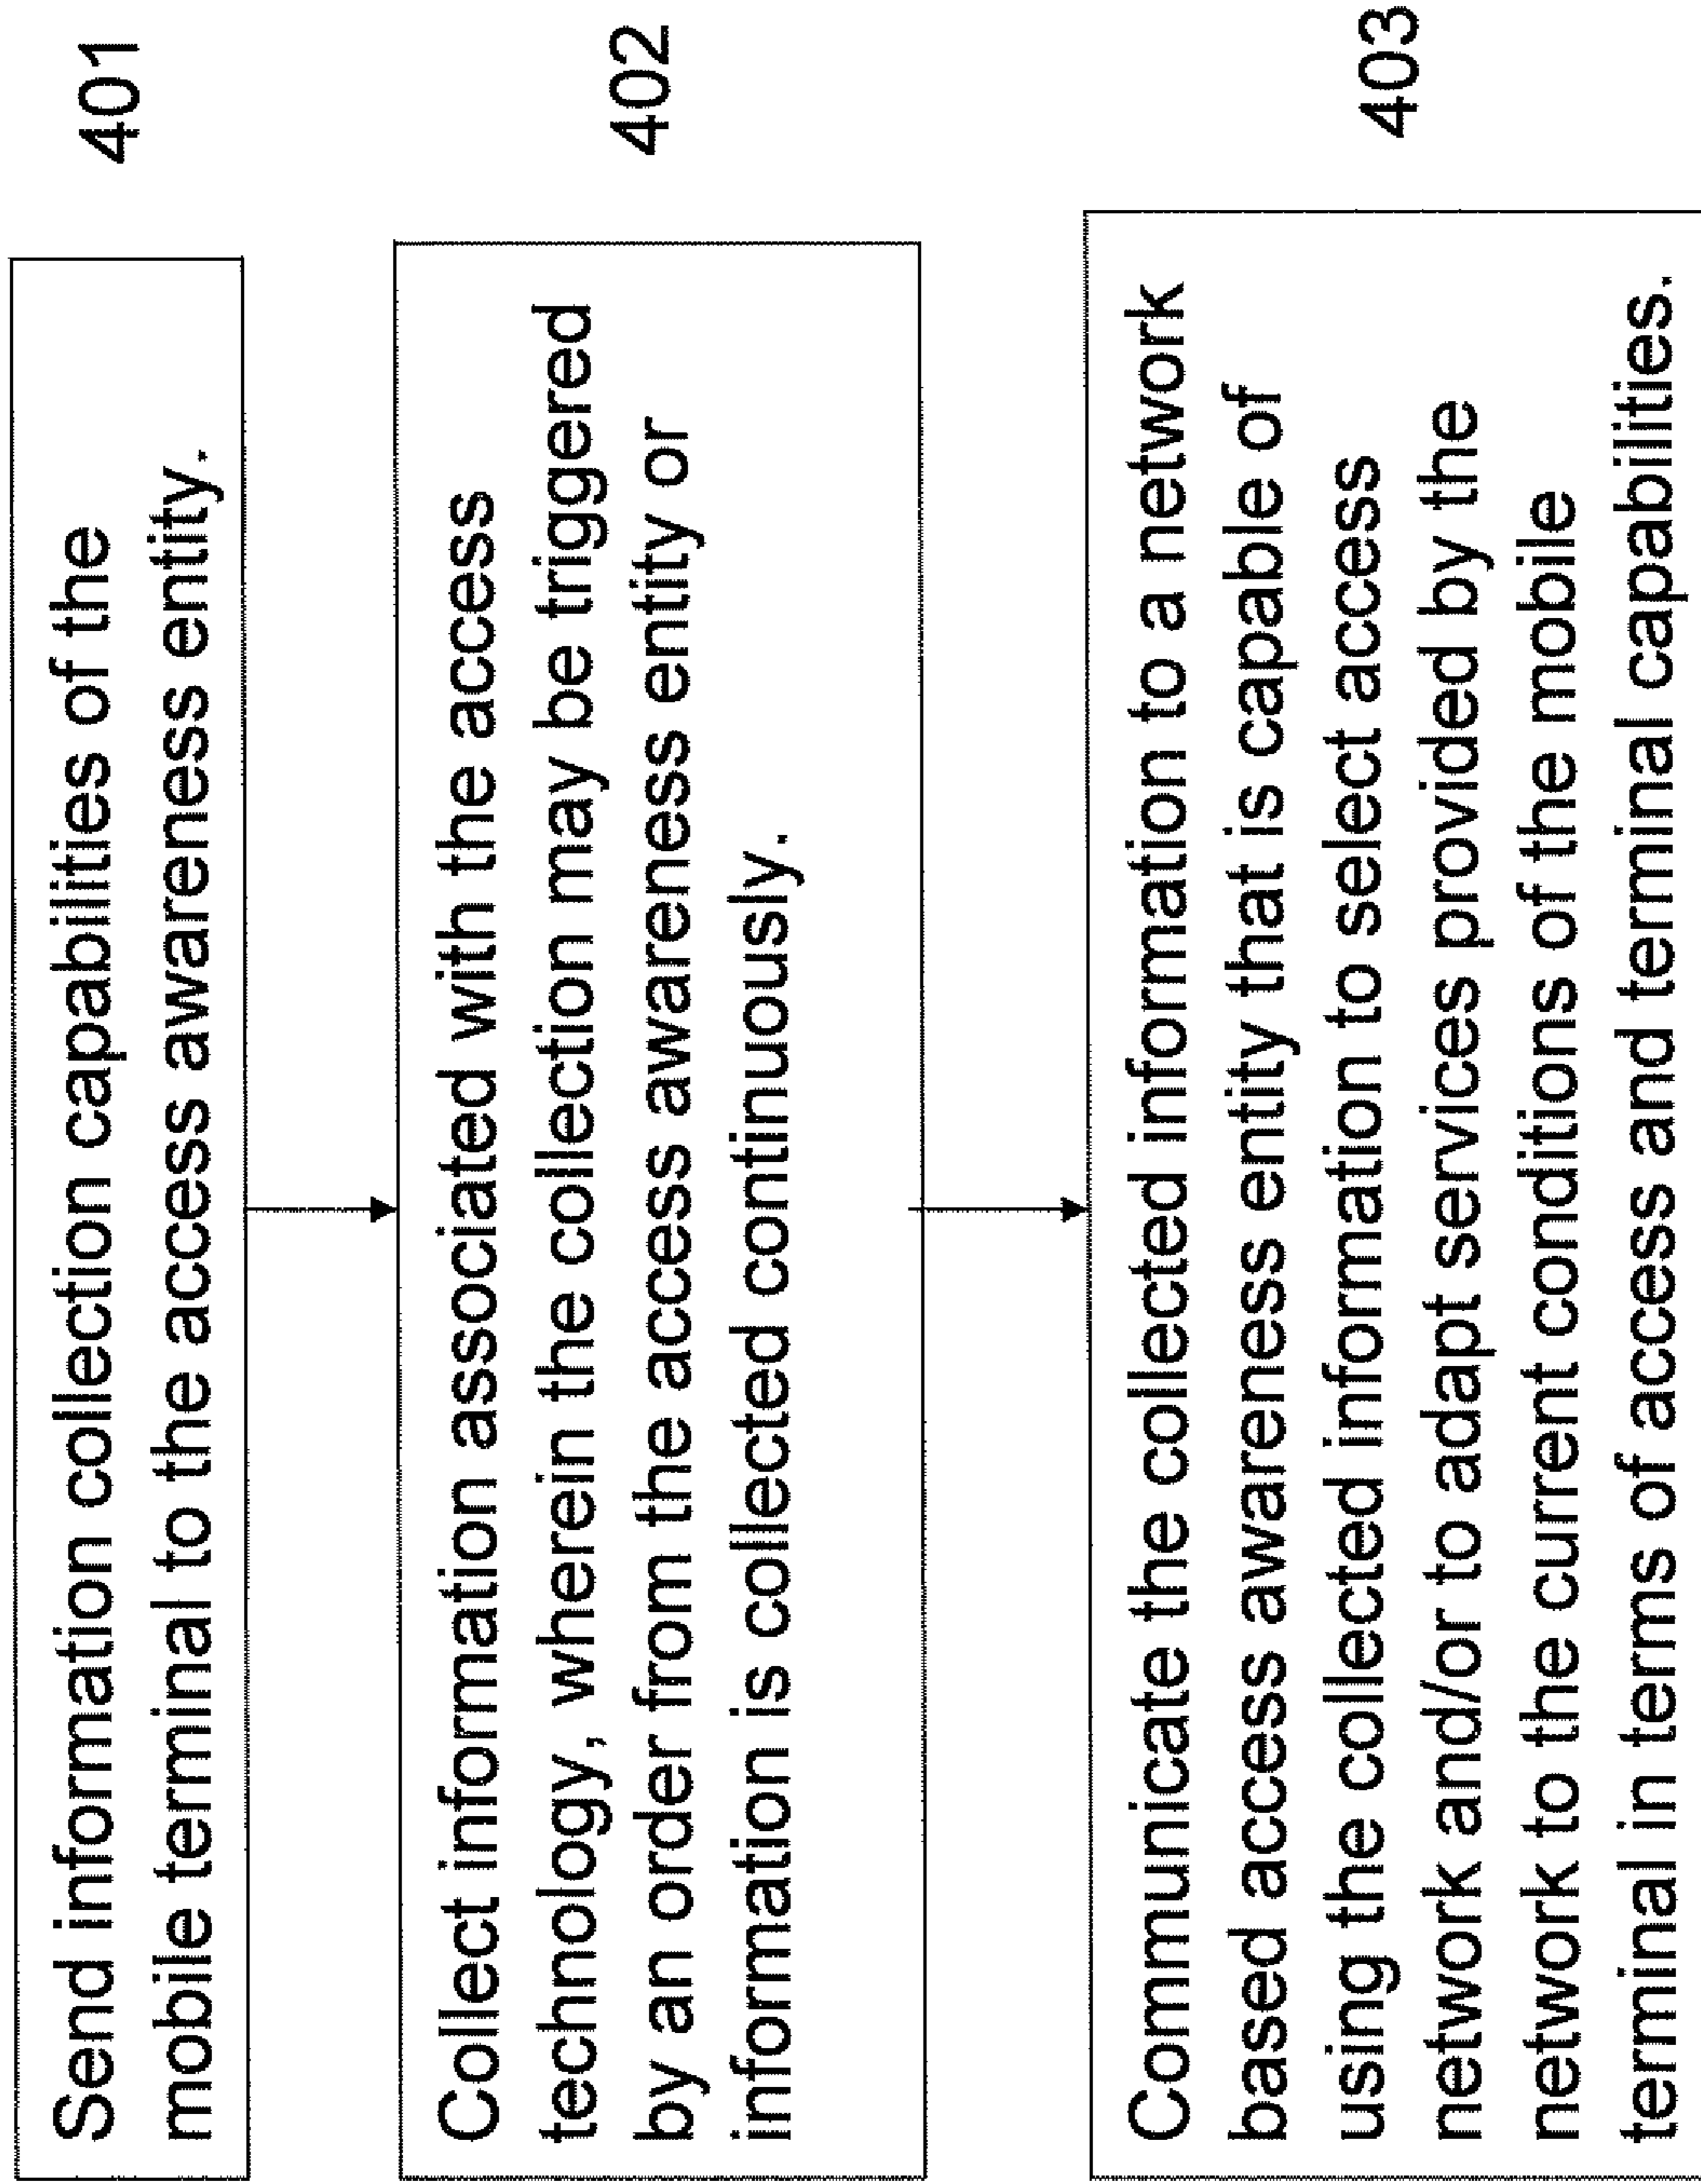 Send information collection capabilities of the
mobile terminal to the access awareness entity.
401
Collect information associated with the access
technology, wherein the collection may be triggered
by an order from the access awareness entity or
information is collected continuously.
402
Communicate the collected information to a network
based access awareness entity that is capable of
using the collected information to select access
network and/or to adapt services provided by the
network to the current conditions of the mobile
terminal in terms of access and terminal capabilities.
403